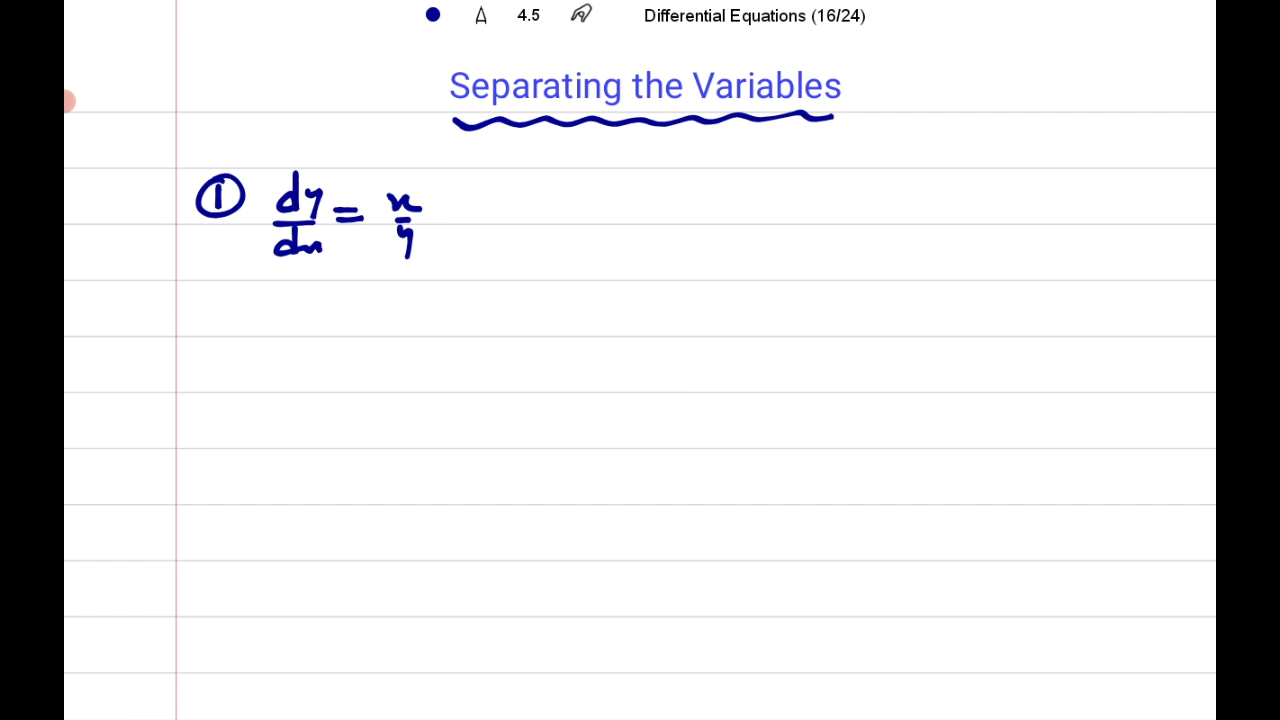 4.5 Differential Equations (16/24)
Separating the Variables
① dy/dx = x/y